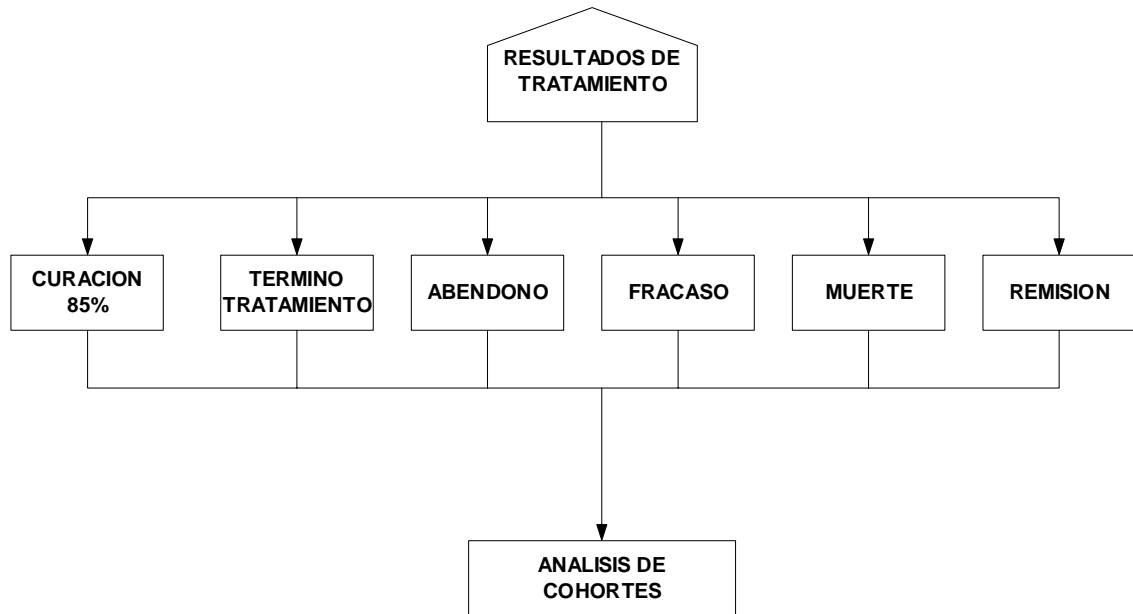 RESULTADOS DE
TRATAMIENTO
CURACION
85%
TERMINO
TRATAMIENTO
ABENDONO
FRACASO
MUERTE
REMISION
ANALISIS DE
COHORTES